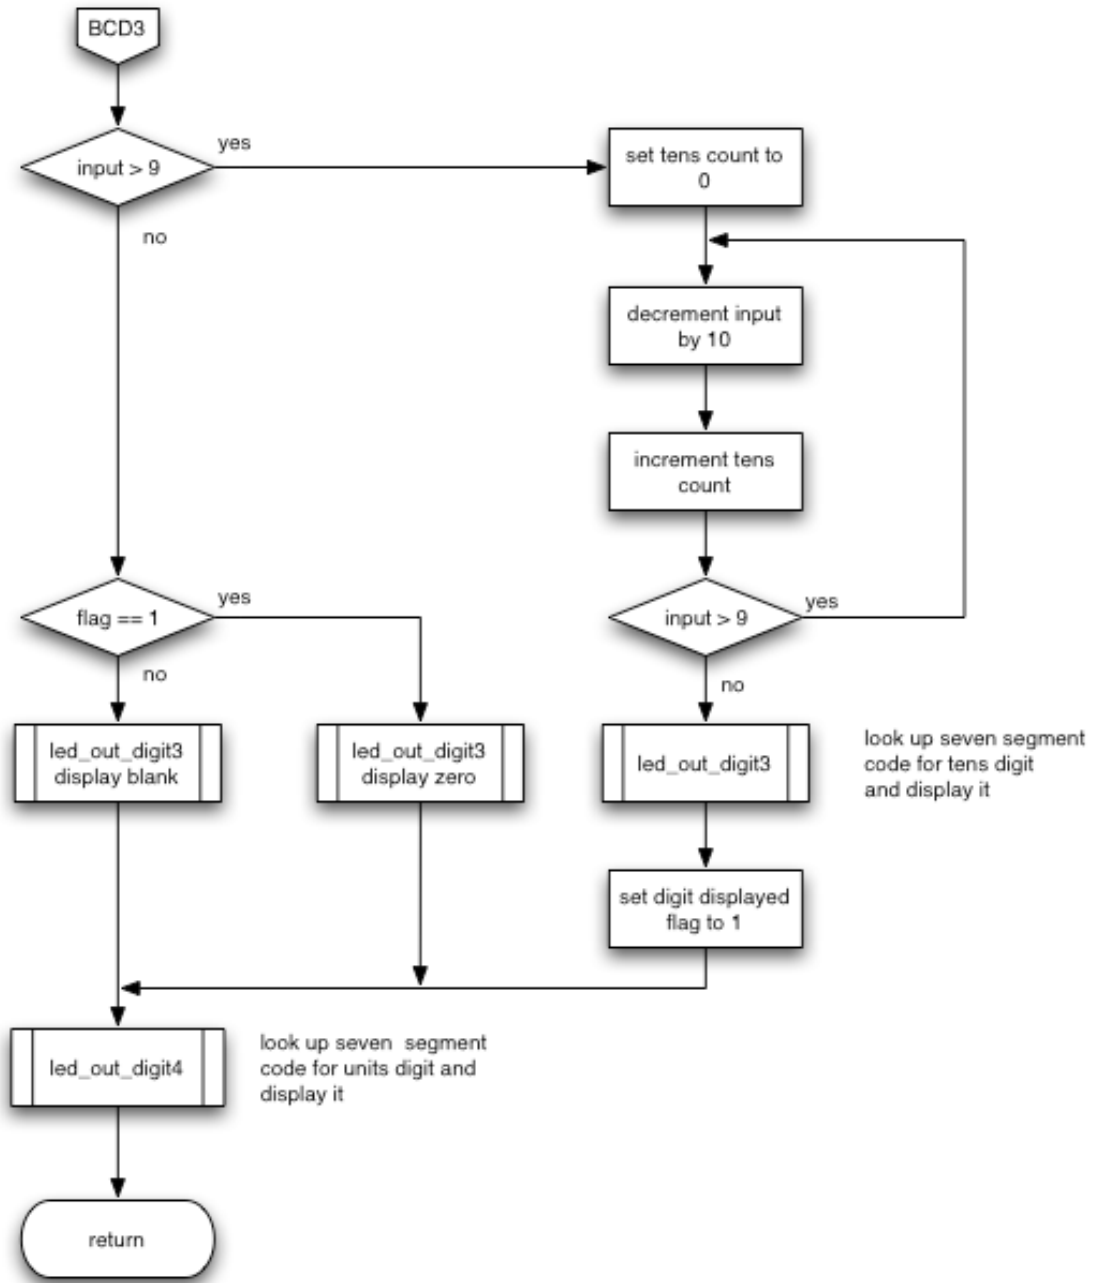 BCD3
input > 9
yes
no
set tens count to
0
decrement input
by 10
increment tens
count
input > 9
yes
no
flag == 1
yes
no
led_out_digit3
display blank
led_out_digit3
display zero
led_out_digit3
look up seven segment
code for tens digit
and display it
set digit displayed
flag to 1
led_out_digit4
look up seven  segment
code for units digit and
display it
return